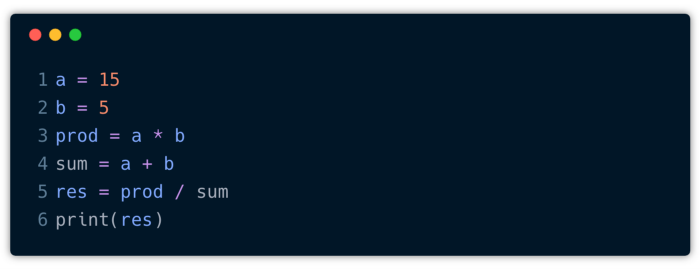 1 a = 15
2 b = 5
3 prod = a * b
4 sum = a + b
5 res = prod / sum
6 print(res)